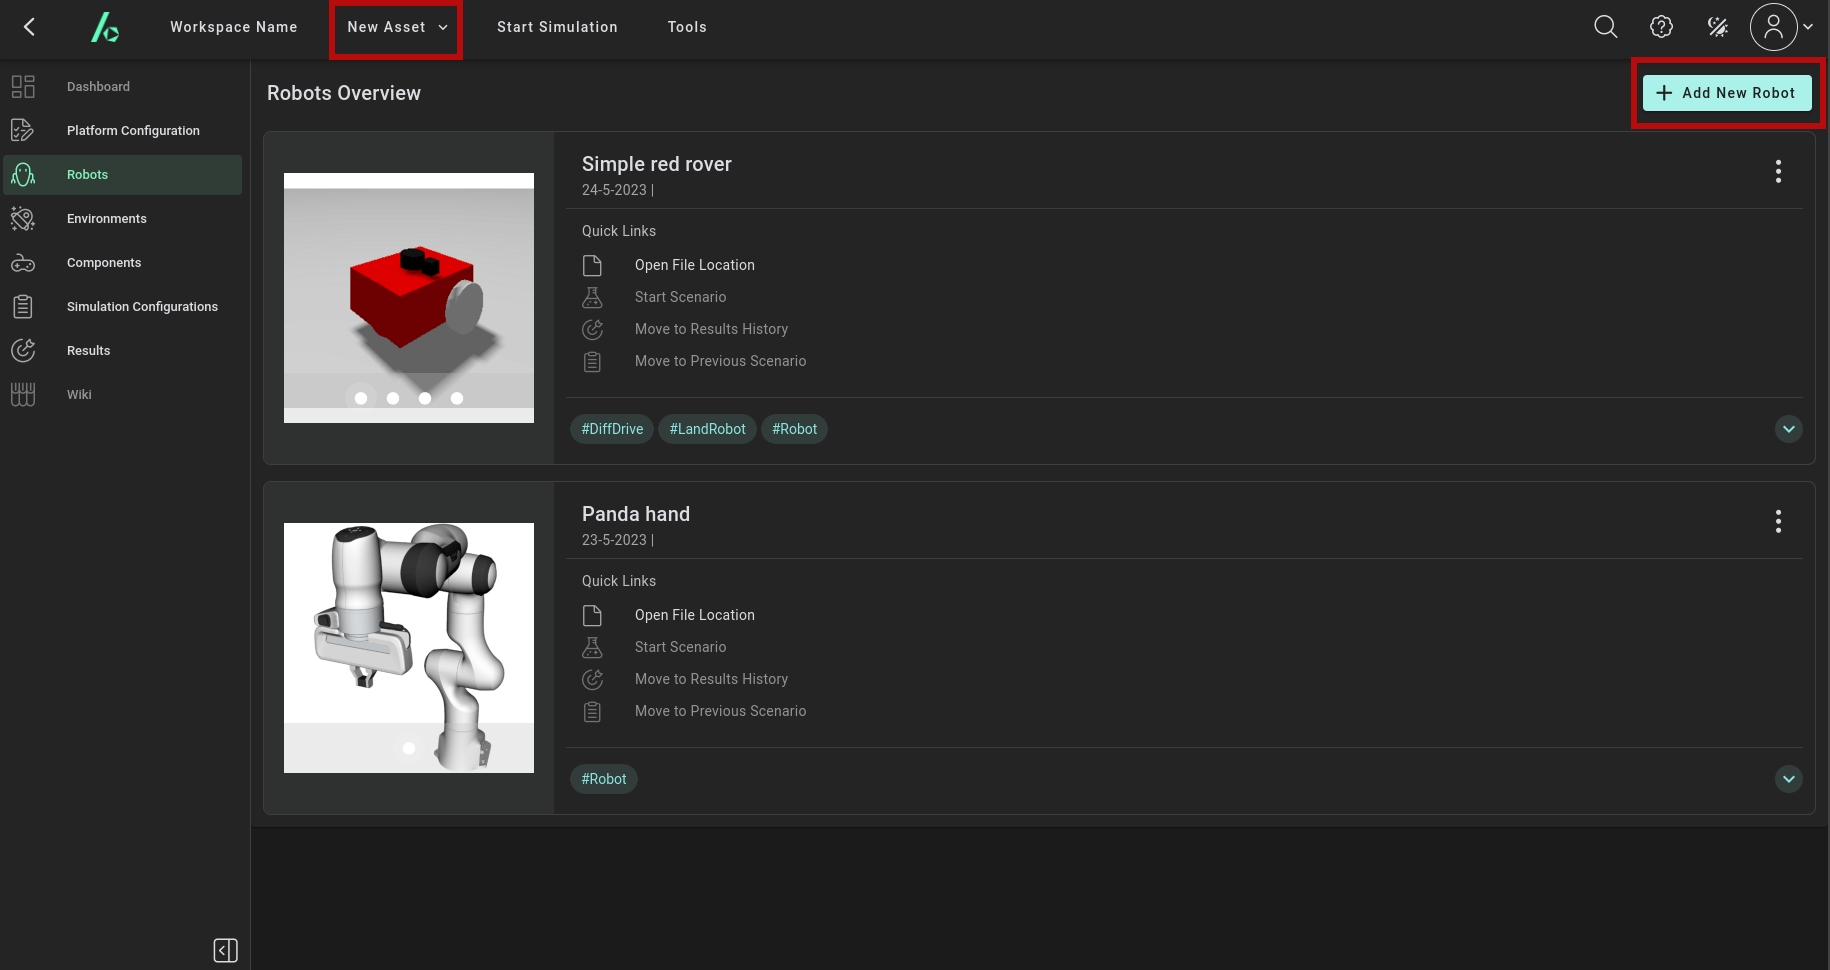 Workspace Name New Asset Start Simulation Tools
Dashboard
Platform Configuration
Robots
Environments
Components
Simulation Configurations
Results
Wiki
Robots Overview
Add New Robot
Simple red rover
24-5-2023 |
Quick Links
Open File Location
Start Scenario
Move to Results History
Move to Previous Scenario
#DiffDrive #LandRobot #Robot
Panda hand
23-5-2023 |
Quick Links
Open File Location
Start Scenario
Move to Results History
Move to Previous Scenario
#Robot